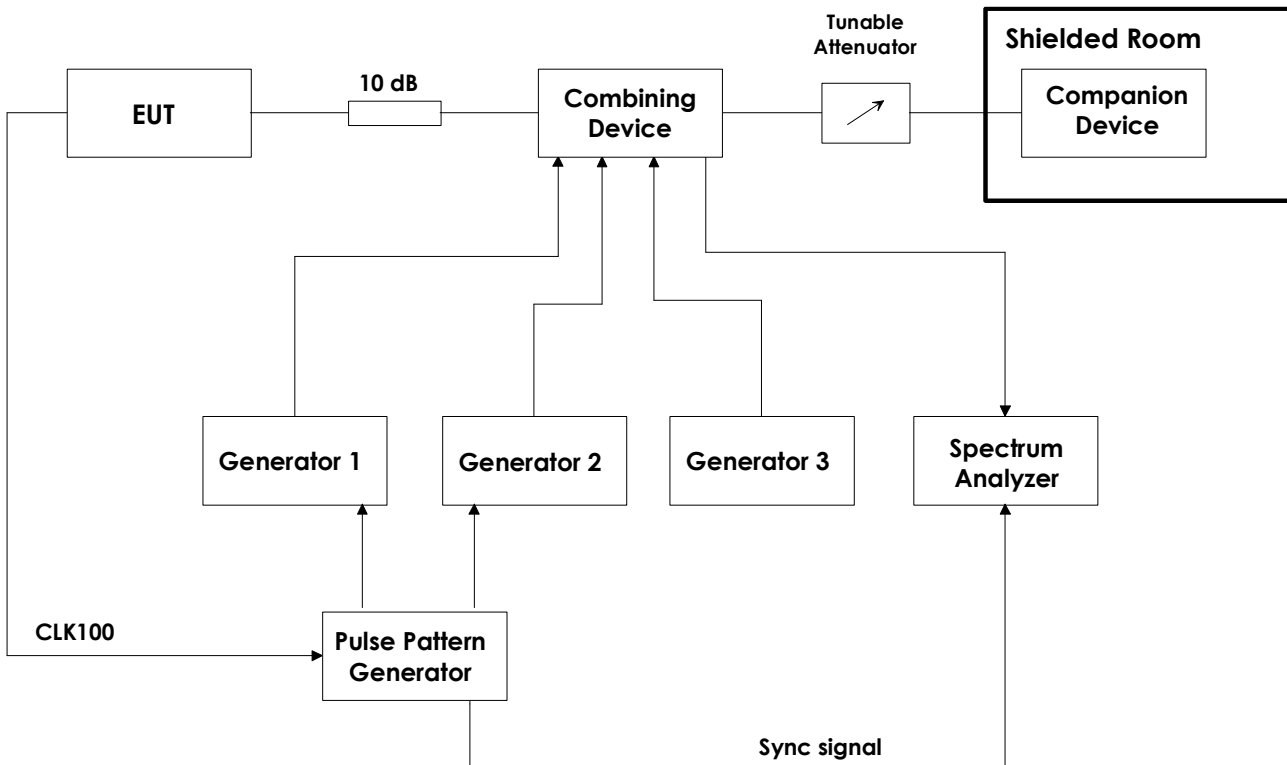 Tunable
Attenuator
Shielded Room
10 dB
EUT
Combining
Device
Companion
Device
Generator 1
Generator 2
Generator 3
Spectrum
Analyzer
CLK100
Pulse Pattern
Generator
Sync signal